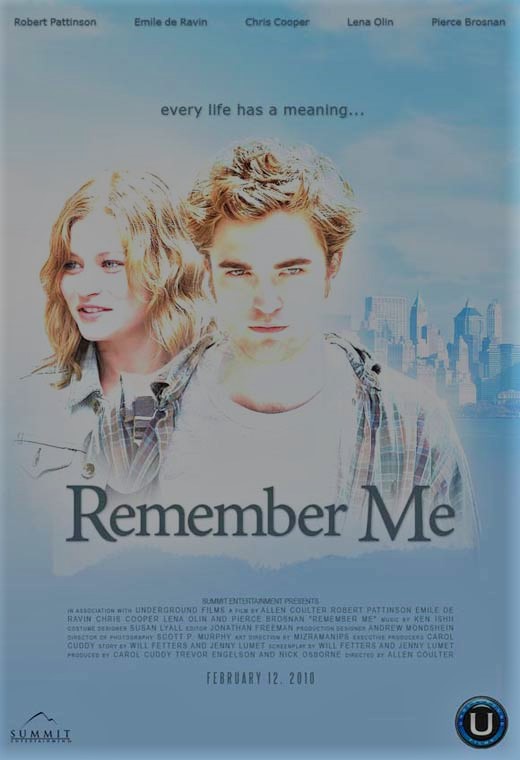 Robert Pattinson Emile de Ravin Chris Cooper Lena Olin Pierce Brosnan
every life has a meaning...
Remember Me
SUMMIT ENTERTAINMENT PRESENTS
IN ASSOCIATION WITH UNDERGROUND FILMS A FILM BY ALLEN COULTER ROBERT PATTINSON EMILE DE
RAVIN CHRIS COOPER LENA OLIN AND PIERCE BROSNAN "REMEMBER ME" MUSIC BY KEN ISHII
COSTUME DESIGNER SUSAN LYALL EDITOR JONATHAN FREEMAN PRODUCTION DESIGNER ANDREW MONDSHEIN
DIRECTOR OF PHOTOGRAPHY SCOTT P. MURPHY ART DIRECTION BY MIZRAMANIPS EXECUTIVE PRODUCERS CAROL
CUDDY STORY BY WILL FETTERS AND JENNY LUMET SCREENPLAY BY WILL FETTERS AND JENNY LUMET
PRODUCED BY CAROL CUDDY TREVOR ENGELSON AND NICK OSBORNE DIRECTED BY ALLEN COULTER
FEBRUARY 12, 2010
SUMMIT
ENTERTAINMENT
U